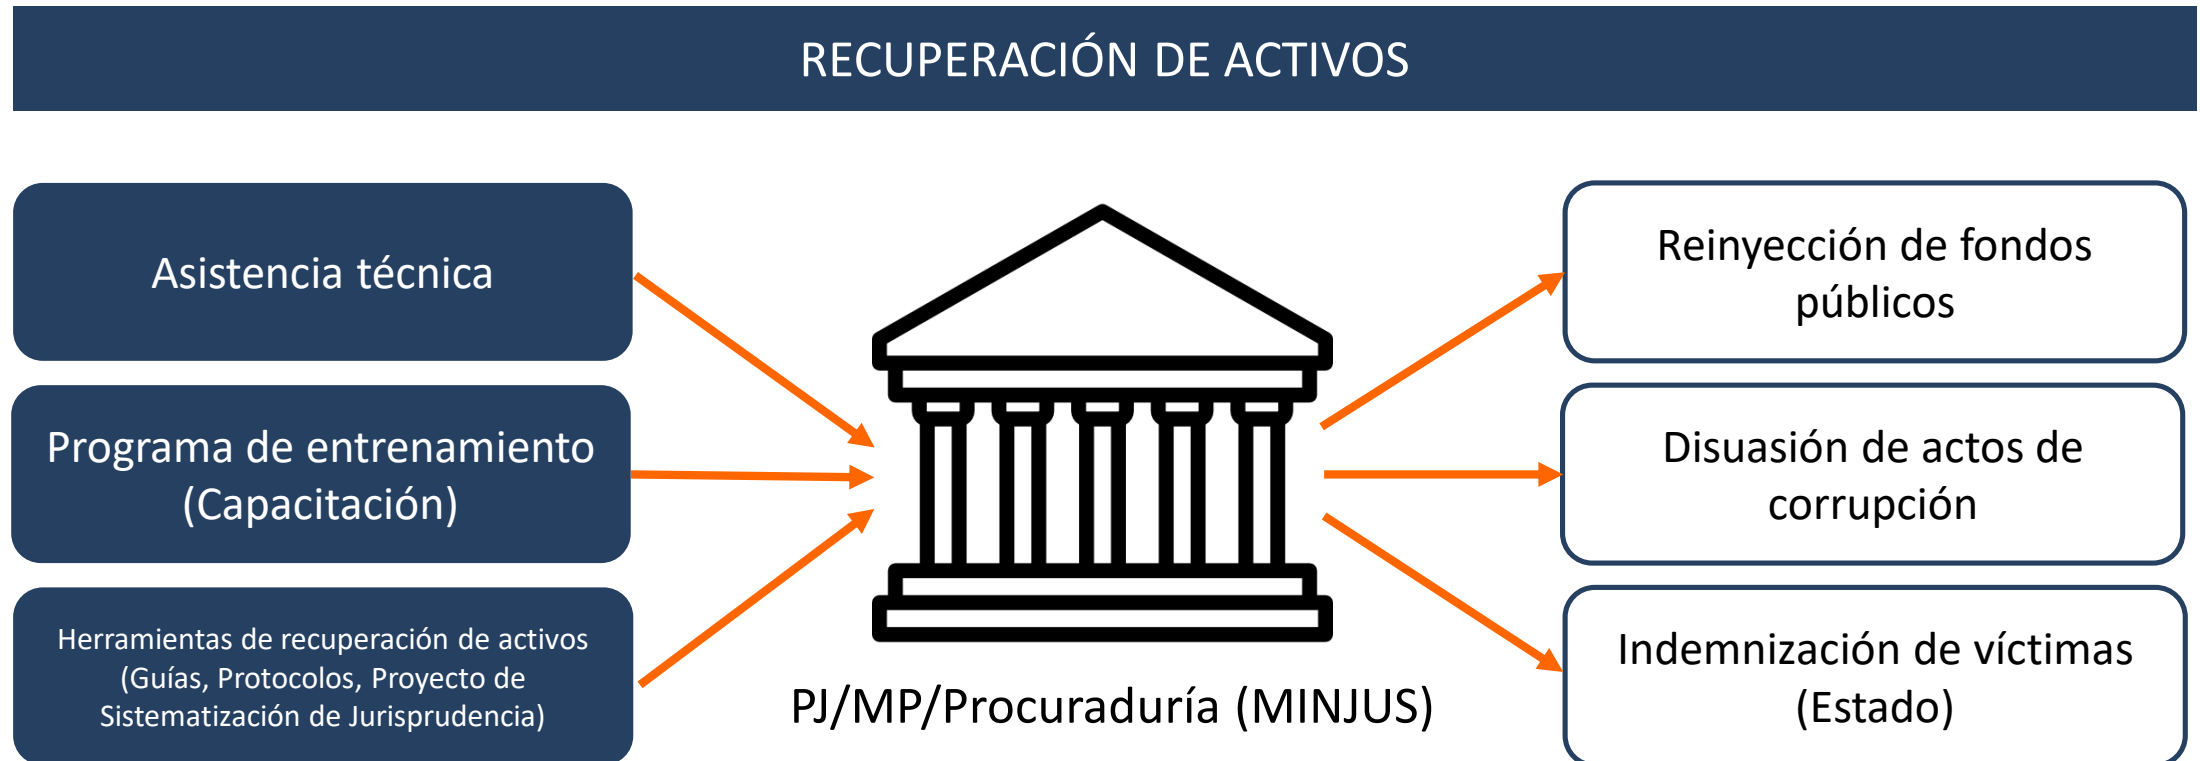 RECUPERACIÓN DE ACTIVOS
Asistencia técnica
Programa de entrenamiento
(Capacitación)
Herramientas de recuperación de activos
(Guías, Protocolos, Proyecto de
Sistematización de Jurisprudencia)
PJ/MP/Procuraduría (MINJUS)
Reinyección de fondos
públicos
Disuasión de actos de
corrupción
Indemnización de víctimas
(Estado)